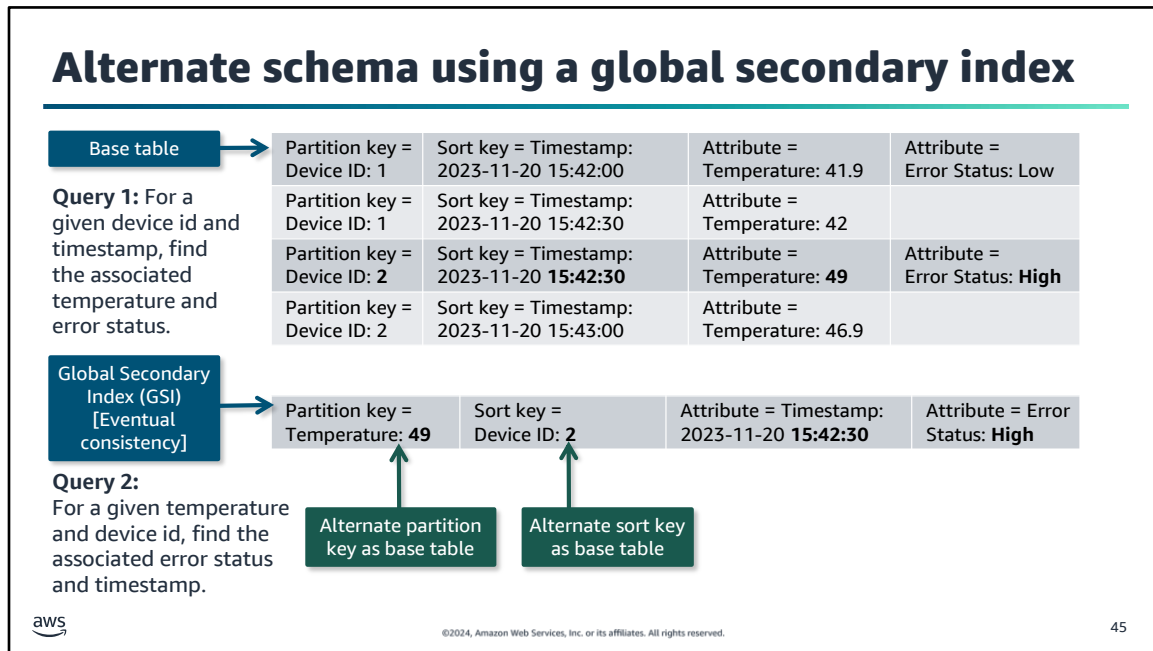 Alternate schema using a global secondary index
Base table
Partition key =
Device ID: 1
Sort key = Timestamp:
2023-11-20 15:42:00
Attribute =
Temperature: 41.9
Attribute =
Error Status: Low
Partition key =
Device ID: 1
Sort key = Timestamp:
2023-11-20 15:42:30
Attribute =
Temperature: 42
Partition key =
Device ID: 2
Sort key = Timestamp:
2023-11-20 15:42:30
Attribute =
Temperature: 49
Attribute =
Error Status: High
Partition key =
Device ID: 2
Sort key = Timestamp:
2023-11-20 15:43:00
Attribute =
Temperature: 46.9
Query 1: For a
given device id and
timestamp, find
the associated
temperature and
error status.
Global Secondary
Index (GSI)
[Eventual
consistency]
Partition key =
Temperature: 49
Sort key =
Device ID: 2
Attribute = Timestamp:
2023-11-20 15:42:30
Attribute = Error
Status: High
Query 2:
For a given temperature
and device id, find the
associated error status
and timestamp.
Alternate partition
key as base table
Alternate sort key
as base table
aws
©2024, Amazon Web Services, Inc. or its affiliates. All rights reserved.
45